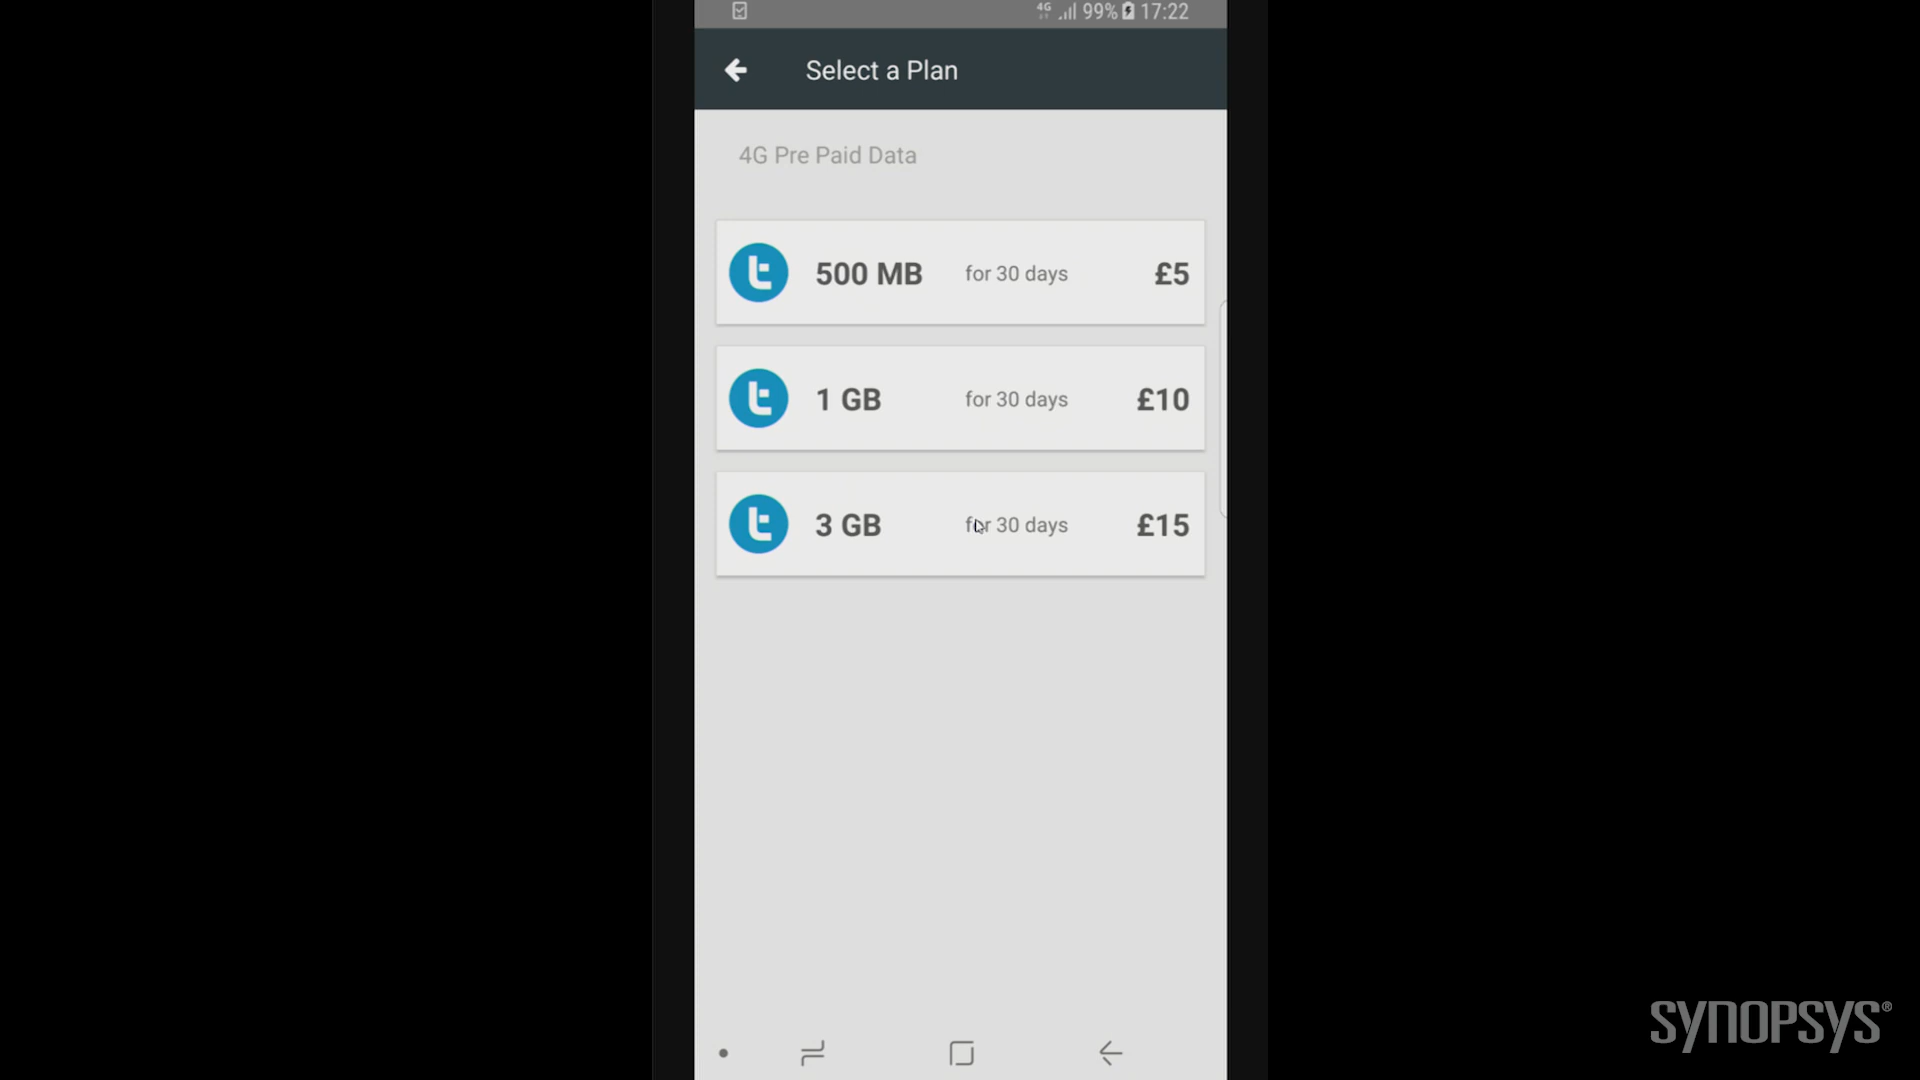 4G 99% 17:22
Select a Plan
4G Pre Paid Data
500 MB for 30 days £5
1 GB for 30 days £10
3 GB for 30 days £15
SYNOPSYS®